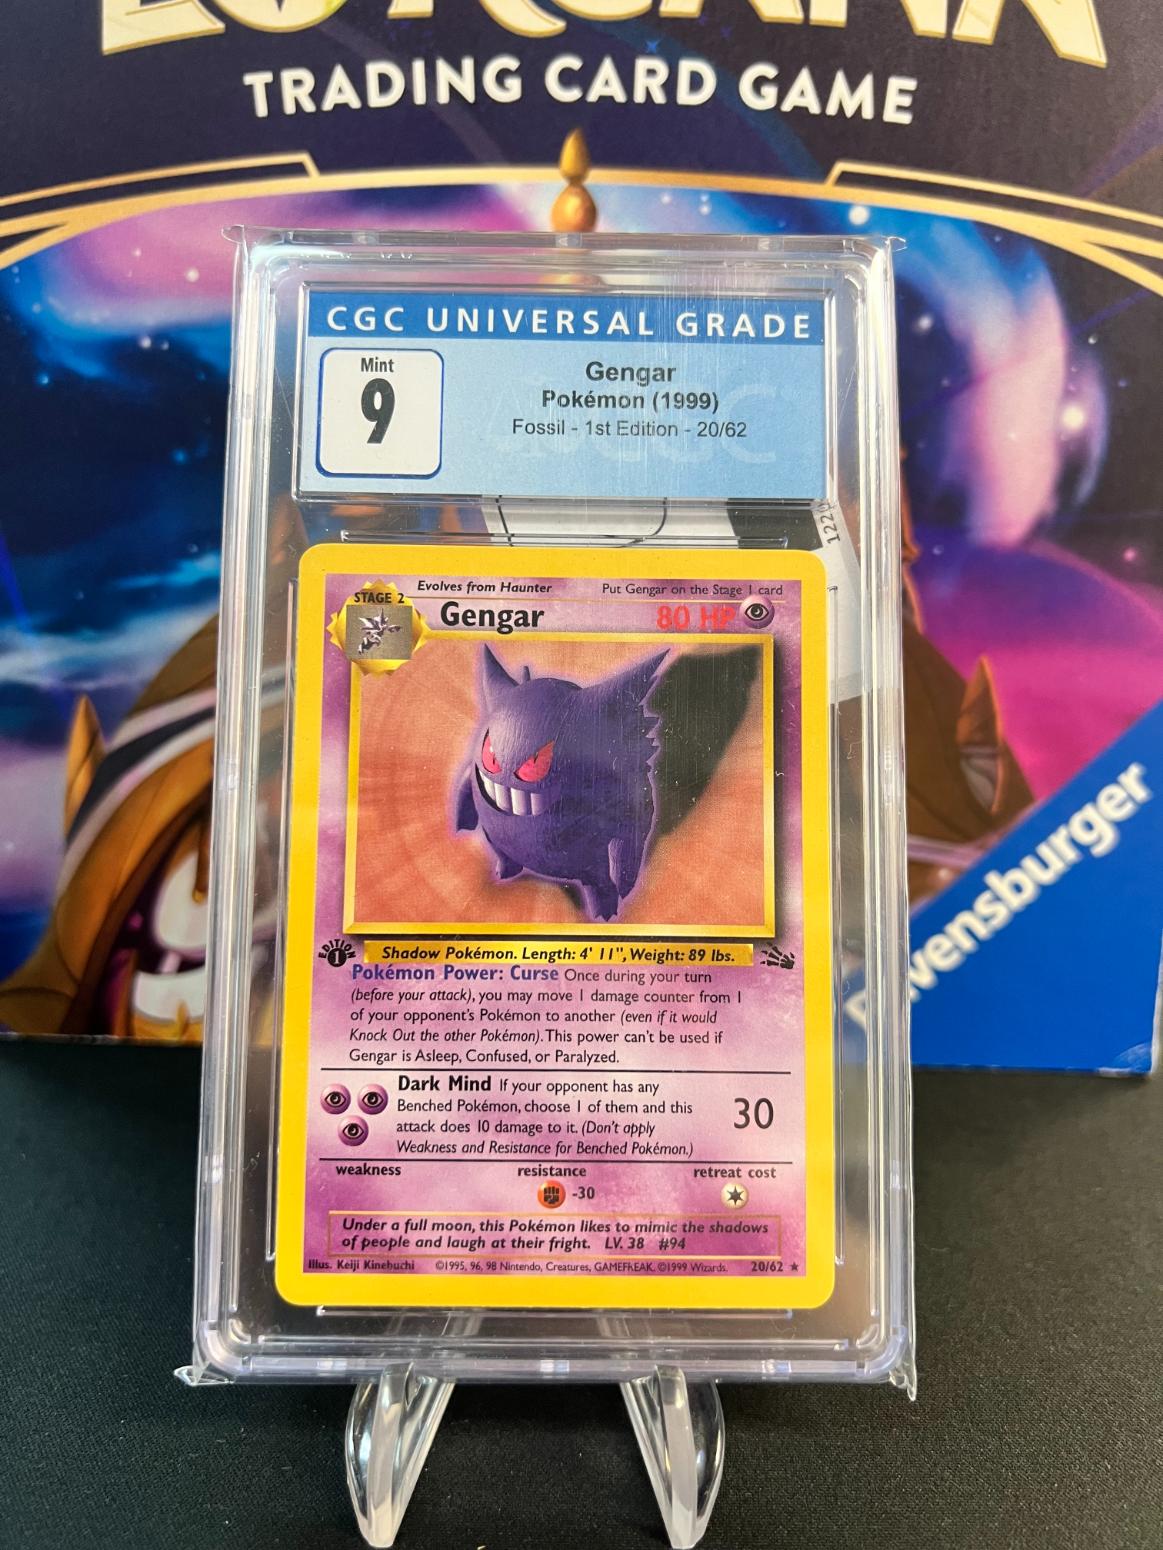 LORCANA
TRADING CARD GAME
CGC UNIVERSAL GRADE
Mint
9
Gengar
Pokémon (1999)
Fossil - 1st Edition - 20/62
CGC
Ravensburger
STAGE 2
Evolves from Haunter
Put Gengar on the Stage 1 card
Gengar
80 HP
EDITION
1
Shadow Pokémon. Length: 4' 11", Weight: 89 lbs.
Pokémon Power: Curse Once during your turn
(before your attack), you may move 1 damage counter from 1
of your opponent's Pokémon to another (even if it would
Knock Out the other Pokémon). This power can't be used if
Gengar is Asleep, Confused, or Paralyzed.
Dark Mind If your opponent has any
Benched Pokémon, choose 1 of them and this
attack does 10 damage to it. (Don't apply
Weakness and Resistance for Benched Pokémon.)
30
weakness
resistance
retreat cost
-30
Under a full moon, this Pokémon likes to mimic the shadows
of people and laugh at their fright. LV. 38 #94
Illus. Keiji Kinebuchi
©1995, 96, 98 Nintendo, Creatures, GAMEFREAK. ©1999 Wizards.
20/62 ★